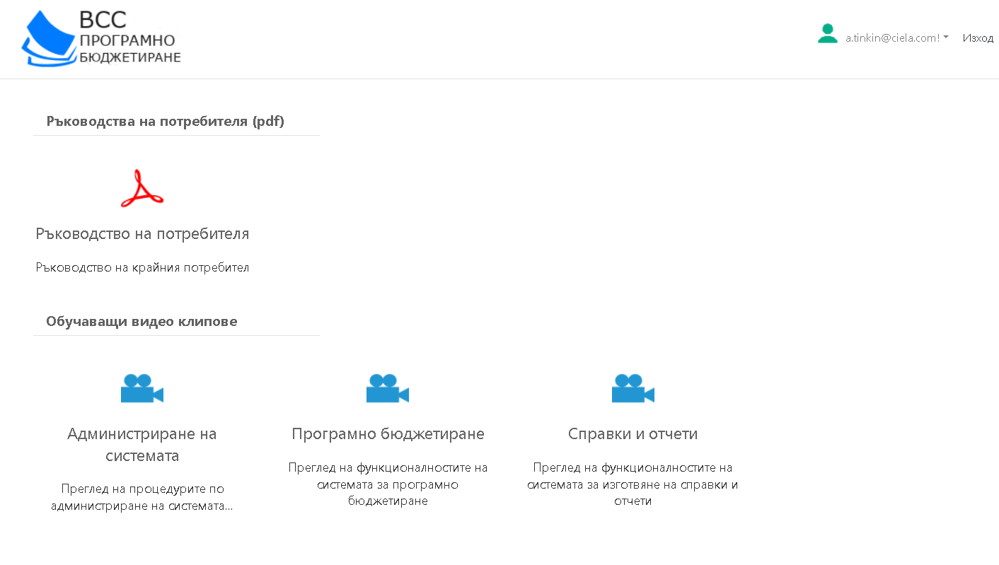 ВСС
ПРОГРАМНО
БЮДЖЕТИРАНЕ
a.tinkin@ciela.com!
Изход
Ръководства на потребителя (pdf)
Ръководство на потребителя
Ръководство на крайния потребител
Обучаващи видео клипове
Администриране на
системата
Преглед на процедурите по
администриране на системата...
Програмно бюджетиране
Преглед на функционалностите на
системата за програмно
бюджетиране
Справки и отчети
Преглед на функционалностите на
системата за изготвяне на справки и
отчети